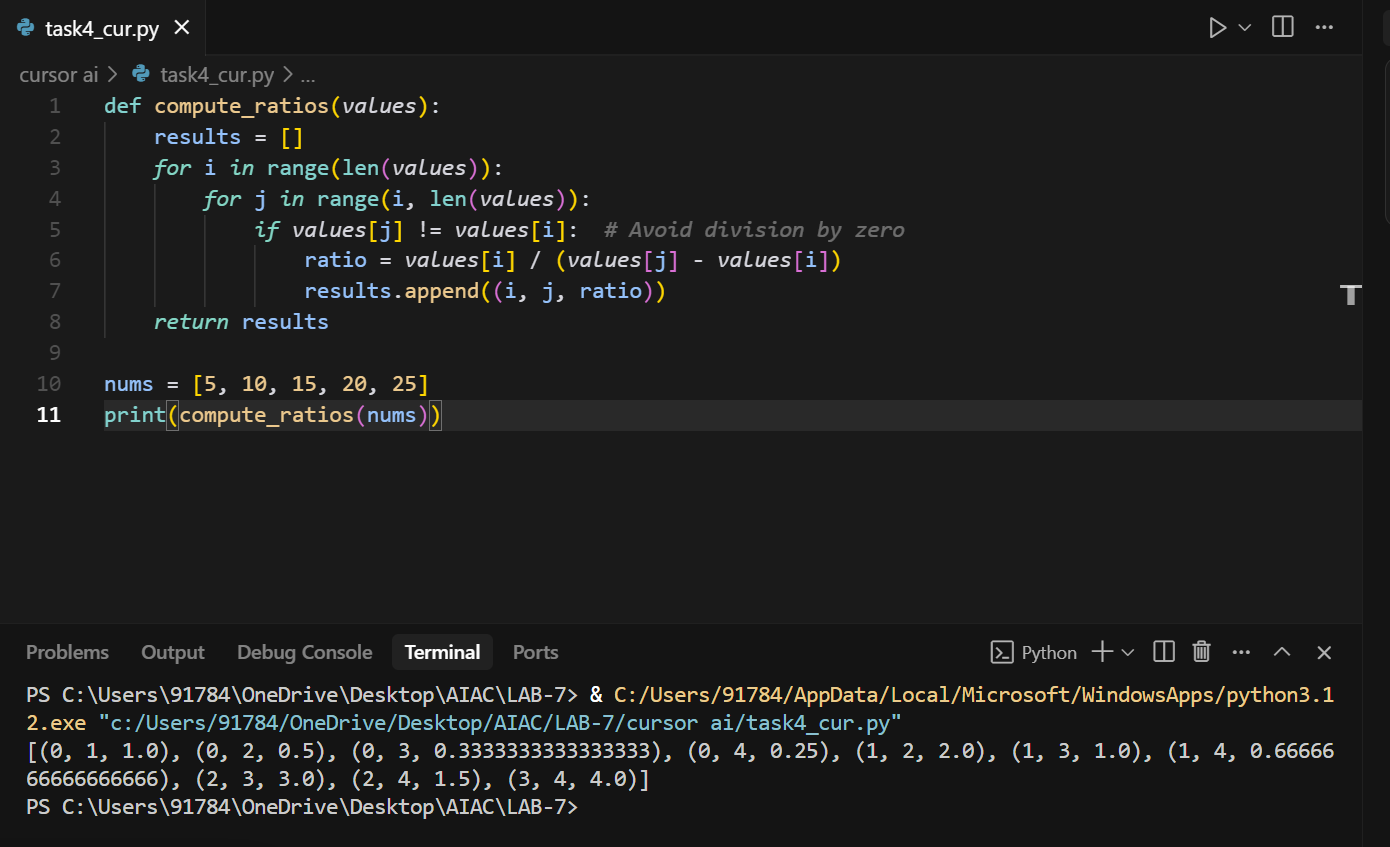 task4_cur.py
cursor ai > task4_cur.py > ...
1 def compute_ratios(values):
2     results = []
3     for i in range(len(values)):
4         for j in range(i, len(values)):
5             if values[j] != values[i]:  # Avoid division by zero
6                 ratio = values[i] / (values[j] - values[i])
7                 results.append((i, j, ratio))
8     return results
9
10 nums = [5, 10, 15, 20, 25]
11 print(compute_ratios(nums))
T
Problems Output Debug Console Terminal Ports Python
PS C:\Users\91784\OneDrive\Desktop\AIAC\LAB-7> & C:/Users/91784/AppData/Local/Microsoft/WindowsApps/python3.1
2.exe "c:/Users/91784/OneDrive/Desktop/AIAC/LAB-7/cursor ai/task4_cur.py"
[(0, 1, 1.0), (0, 2, 0.5), (0, 3, 0.3333333333333333), (0, 4, 0.25), (1, 2, 2.0), (1, 3, 1.0), (1, 4, 0.66666
66666666666), (2, 3, 3.0), (2, 4, 1.5), (3, 4, 4.0)]
PS C:\Users\91784\OneDrive\Desktop\AIAC\LAB-7>